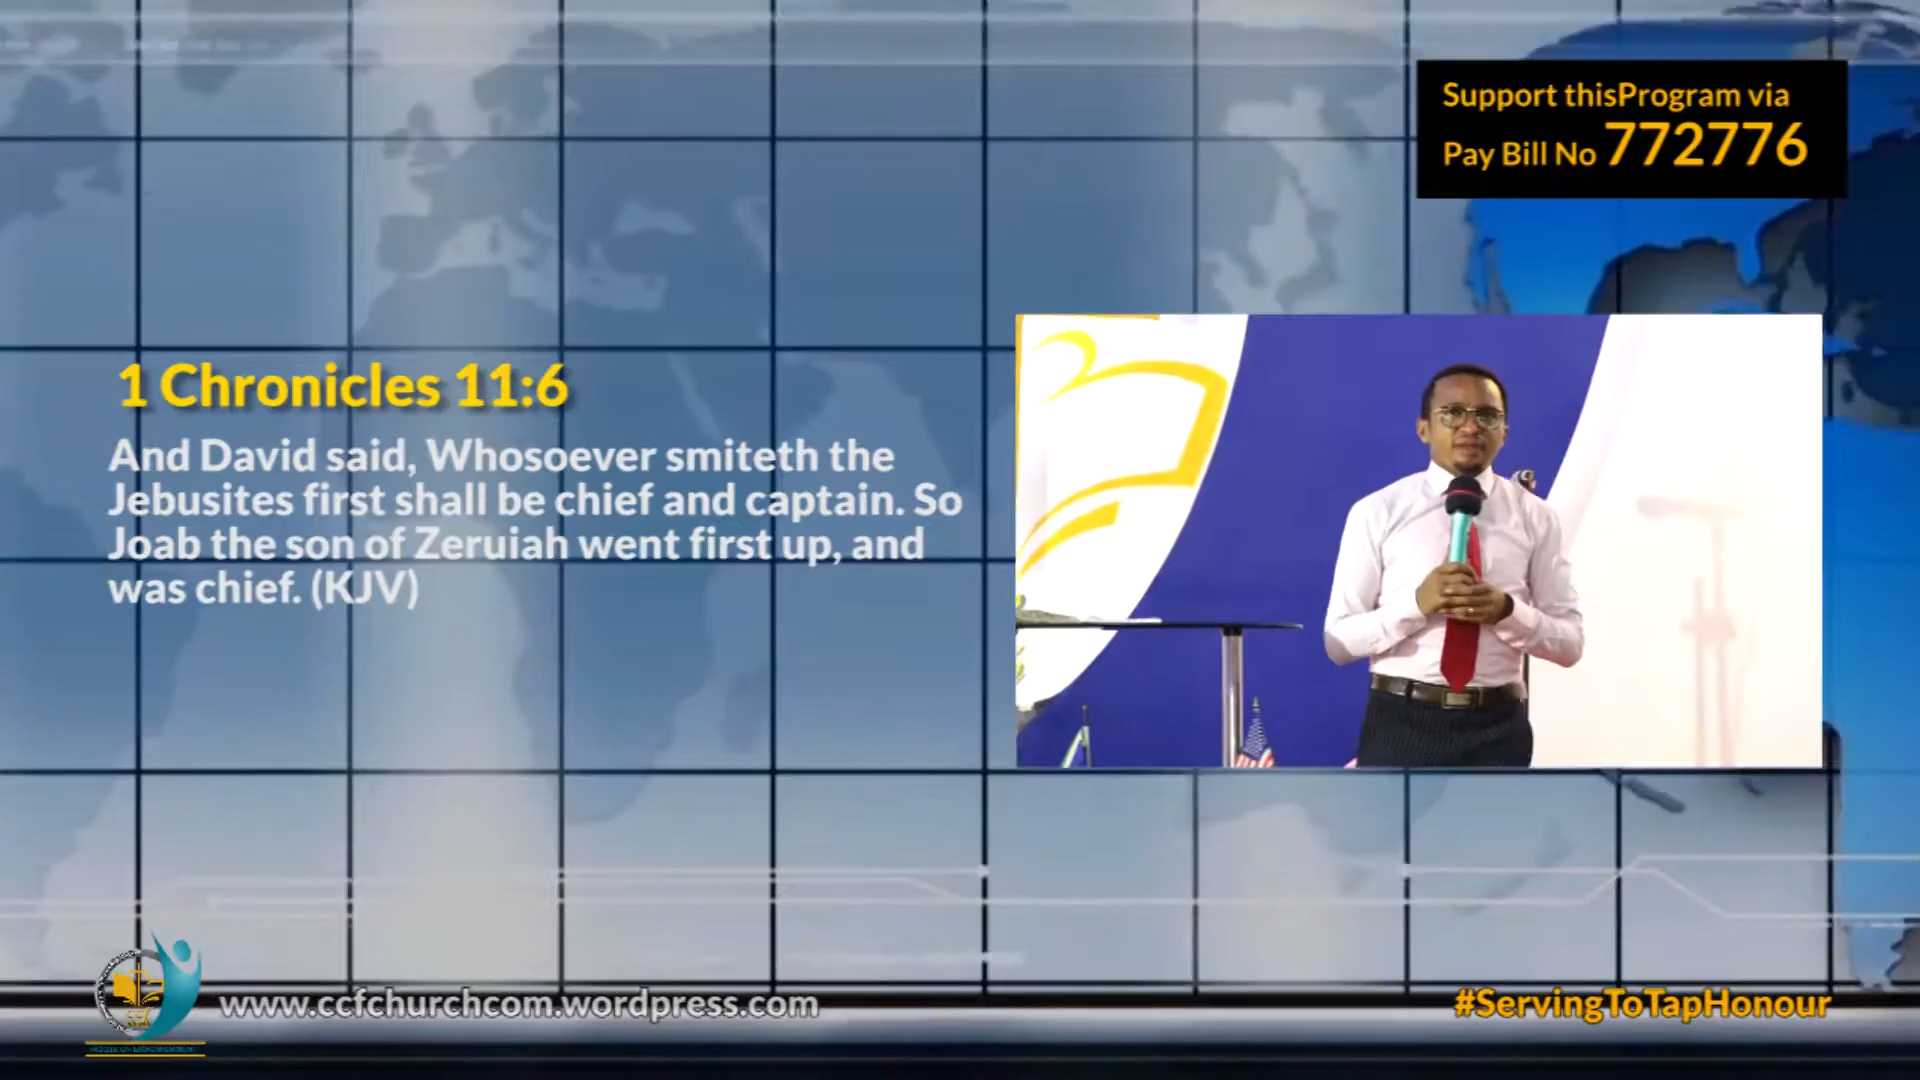 Support thisProgram via
Pay Bill No 772776
1 Chronicles 11:6
And David said, Whosoever smiteth the
Jebusites first shall be chief and captain. So
Joab the son of Zeruiah went first up, and
was chief. (KJV)
www.ccfchurchcom.wordpress.com
#ServingToTapHonour